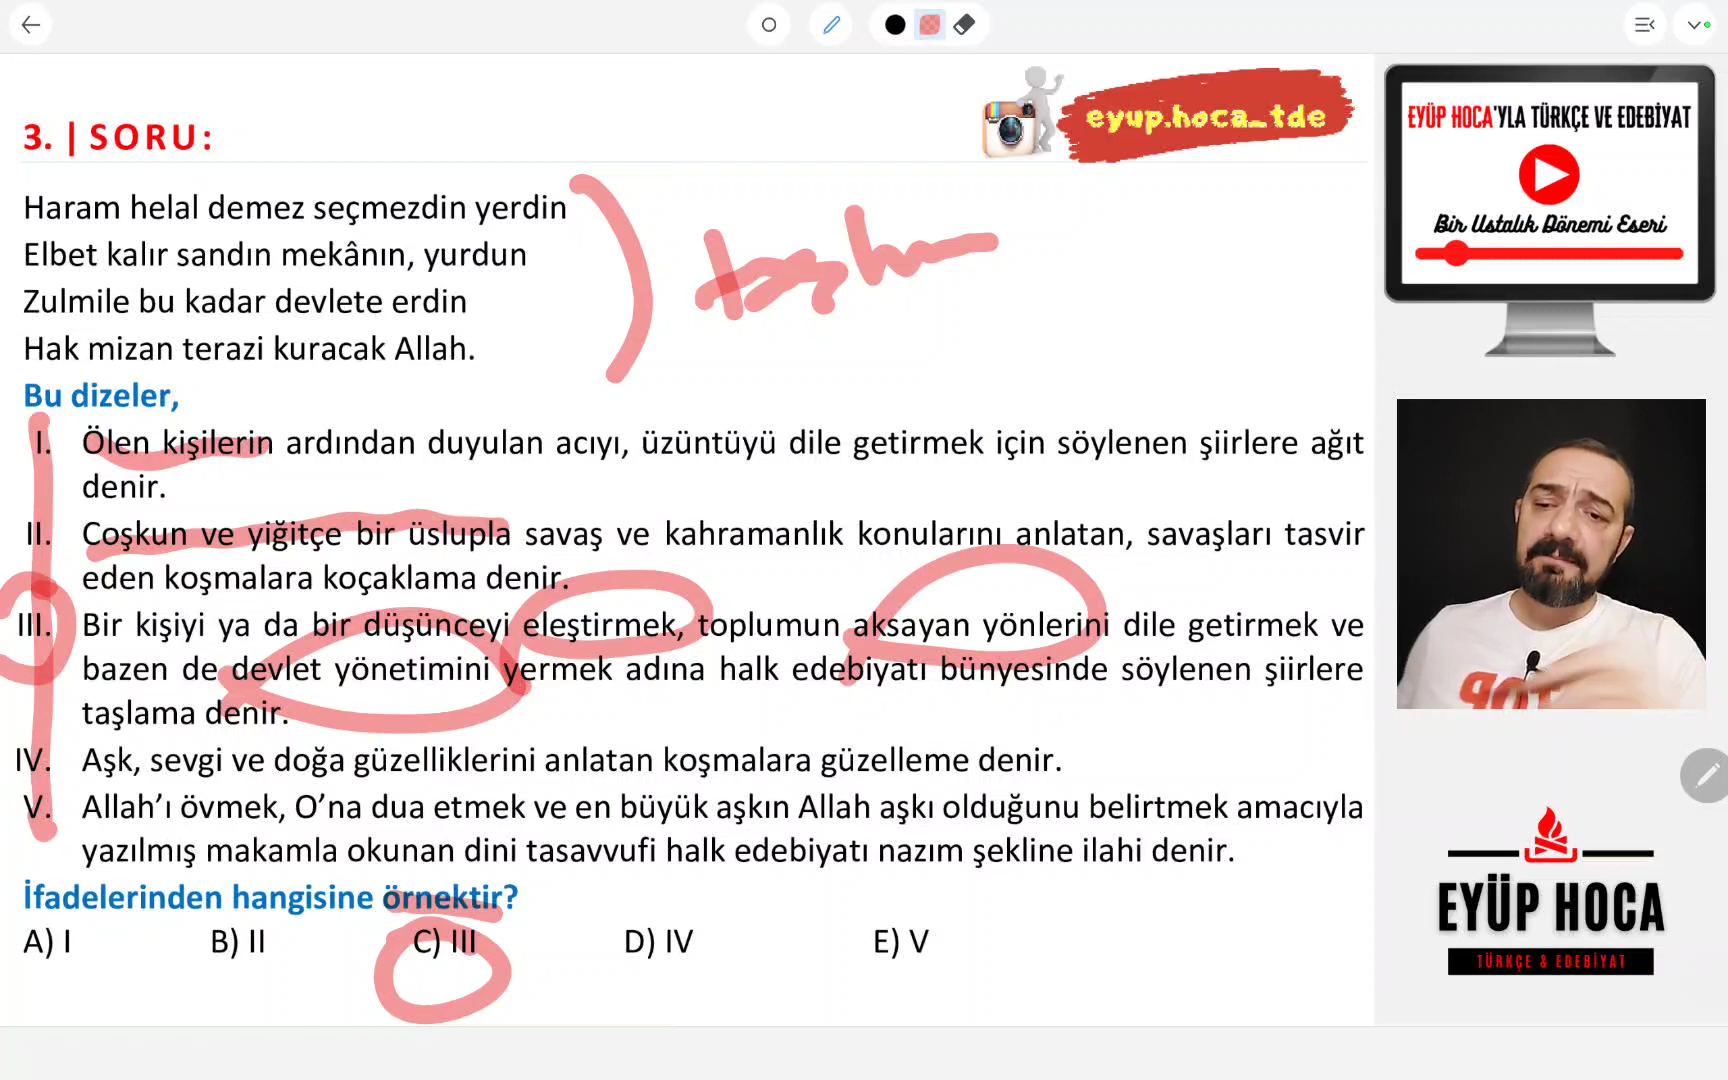 3. | SORU:
eyup.hoca_tde
Haram helal demez seçmezdin yerdin
Elbet kalır sandın mekânın, yurdun
Zulmile bu kadar devlete erdin
Hak mizan terazi kuracak Allah.
Bu dizeler,
I. Ölen kişilerin ardından duyulan acıyı, üzüntüyü dile getirmek için söylenen şiirlere ağıt
denir.
II. Coşkun ve yiğitçe bir üslupla savaş ve kahramanlık konularını anlatan, savaşları tasvir
eden koşmalara koçaklama denir.
III. Bir kişiyi ya da bir düşünceyi eleştirmek, toplumun aksayan yönlerini dile getirmek ve
bazen de devlet yönetimini yermek adına halk edebiyatı bünyesinde söylenen şiirlere
taşlama denir.
IV. Aşk, sevgi ve doğa güzelliklerini anlatan koşmalara güzelleme denir.
V. Allah’ı övmek, O’na dua etmek ve en büyük aşkın Allah aşkı olduğunu belirtmek amacıyla
yazılmış makamla okunan dini tasavvufi halk edebiyatı nazım şekline ilahi denir.
İfadelerinden hangisine örnektir?
A) I B) II C) III D) IV E) V
EYÜP HOCA'YLA TÜRKÇE VE EDEBİYAT
Bir Ustalık Dönemi Eseri
EYÜP HOCA
TÜRKÇE & EDEBİYAT